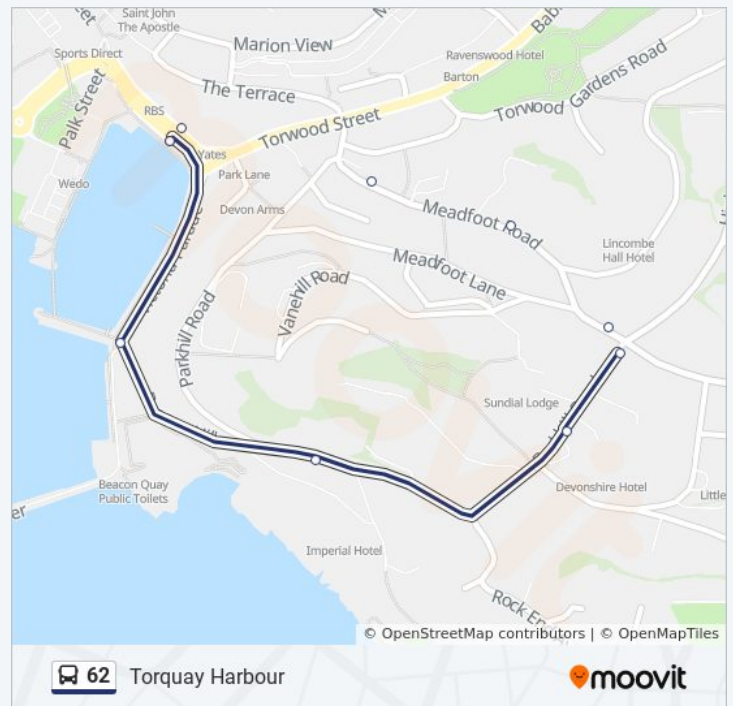 Saint John
The Apostle
Marion View
Sports Direct
Ravenswood Hotel
Barton
The Terrace
Torwood Gardens Road
Palk Street
RBS
Torwood Street
Yates
Park Lane
Wedo
Devon Arms
Meadfoot Road
Lincombe
Hall Hotel
Meadfoot Lane
Vanehill Road
Parkhill Road
Sundial Lodge
Beacon Quay
Public Toilets
Devonshire Hotel
Little
Imperial Hotel
© OpenStreetMap contributors | © OpenMapTiles
62 Torquay Harbour
moovit